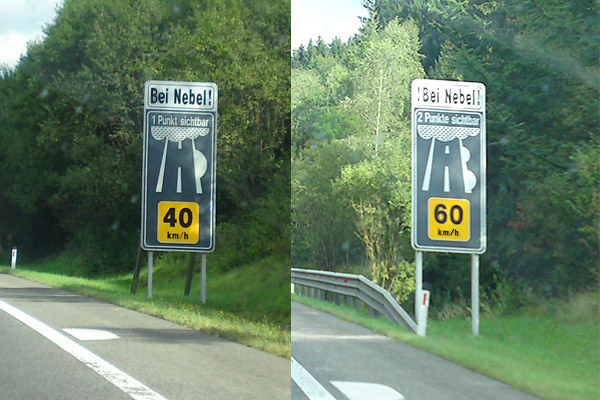 Bei Nebel!
1 Punkt sichtbar
40
km/h
!Bei Nebel!
2 Punkte sichtbar
60
km/h